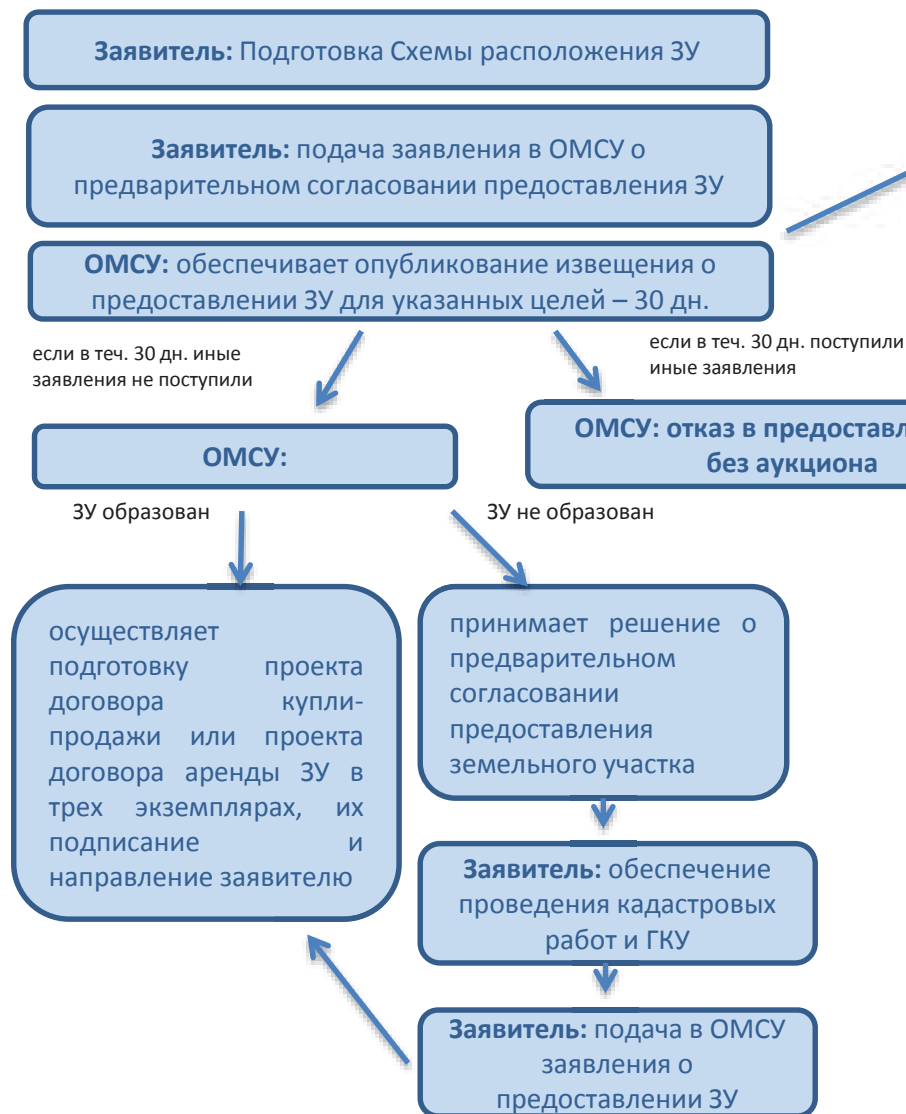 Заявитель: Подготовка Схемы расположения ЗУ
Заявитель: подача заявления в ОМСУ о
предварительном согласовании предоставления ЗУ
ОМСУ: обеспечивает опубликование извещения о
предоставлении ЗУ для указанных целей – 30 дн.
если в теч. 30 дн. иные
заявления не поступили
если в теч. 30 дн. поступили
иные заявления
ОМСУ:
ОМСУ: отказ в предоставл
без аукциона
ЗУ образован
ЗУ не образован
осуществляет
подготовку проекта
договора купли-
продажи или проекта
договора аренды ЗУ в
трех экземплярах, их
подписание и
направление заявителю
принимает решение о
предварительном
согласовании
предоставления
земельного участка
Заявитель: обеспечение
проведения кадастровых
работ и ГКУ
Заявитель: подача в ОМСУ
заявления о
предоставлении ЗУ